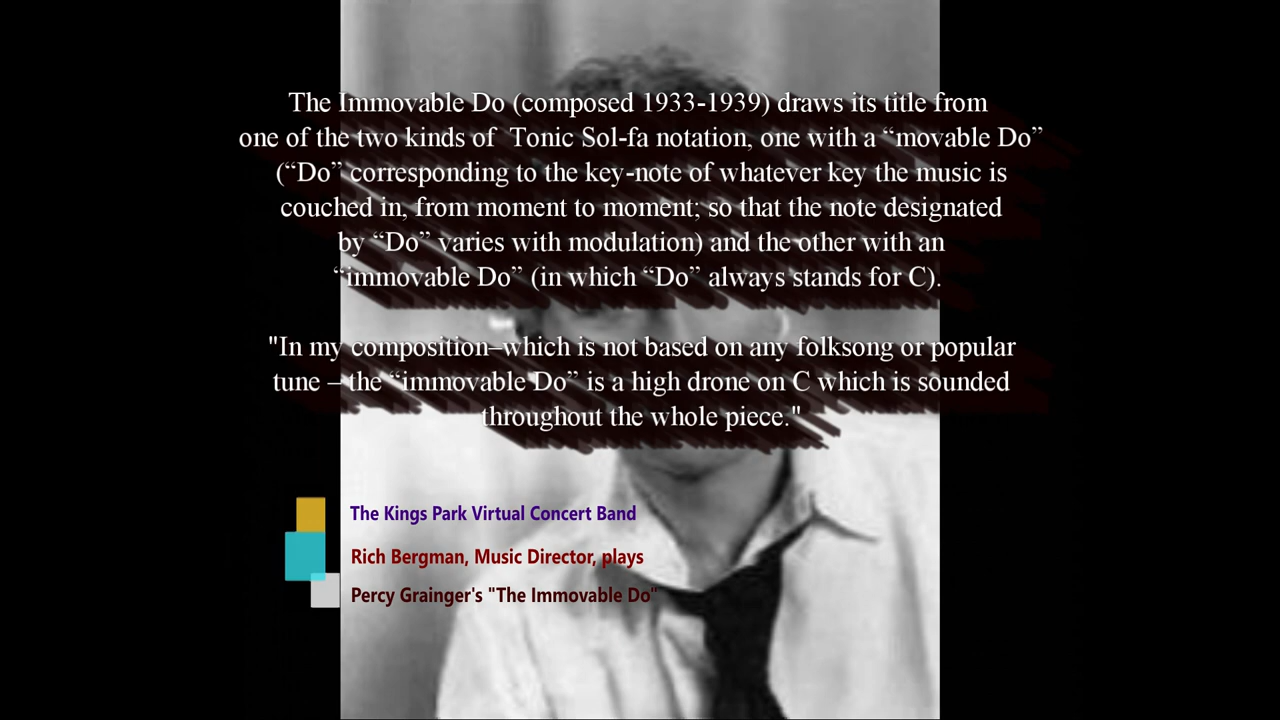 The Immovable Do (composed 1933-1939) draws its title from
one of the two kinds of  Tonic Sol-fa notation, one with a “movable Do”
(“Do” corresponding to the key-note of whatever key the music is
couched in, from moment to moment; so that the note designated
by “Do” varies with modulation) and the other with an
“immovable Do” (in which “Do” always stands for C).
"In my composition–which is not based on any folksong or popular
tune – the “immovable Do” is a high drone on C which is sounded
throughout the whole piece."
The Kings Park Virtual Concert Band
Rich Bergman, Music Director, plays
Percy Grainger's "The Immovable Do"